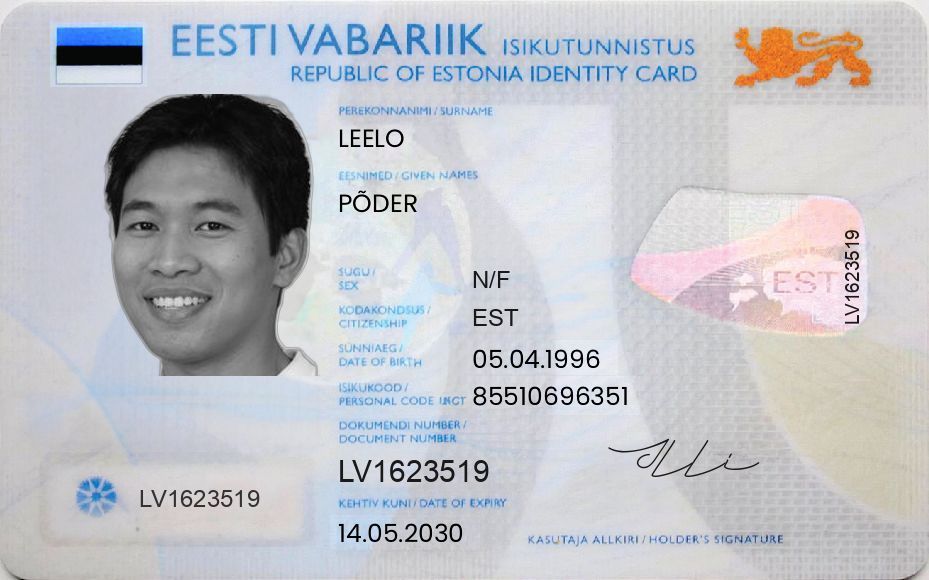 EESTI VABARIIK ISIKUTUNNISTUS
REPUBLIC OF ESTONIA IDENTITY CARD
PEREKONNANIMI / SURNAME
LEELO
EESNIMED / GIVEN NAMES
PÕDER
SUGU /
SEX
N/F
KODAKONDSUS /
CITIZENSHIP
EST
SÜNNIAEG /
DATE OF BIRTH
05.04.1996
ISIKUKOOD /
PERSONAL CODE
85510696351
DOKUMENDI NUMBER /
DOCUMENT NUMBER
LV1623519
KEHTIV KUNI / DATE OF EXPIRY
14.05.2030
LV1623519
EST
LV1623519
KASUTAJA ALLKIRI / HOLDER'S SIGNATURE